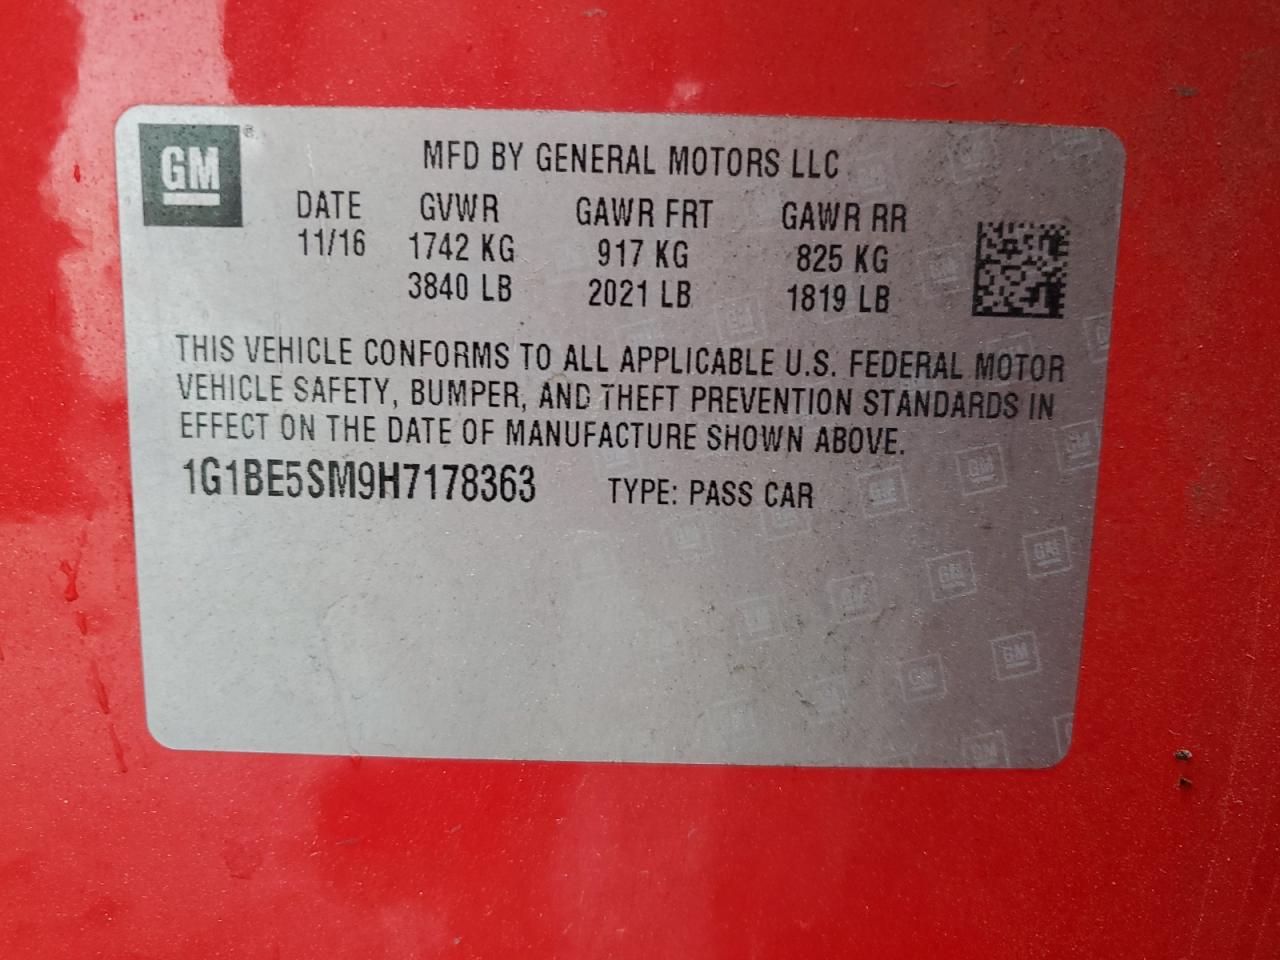 GM®
MFD BY GENERAL MOTORS LLC
DATE GVWR GAWR FRT GAWR RR
11/16 1742 KG 917 KG 825 KG
3840 LB 2021 LB 1819 LB
THIS VEHICLE CONFORMS TO ALL APPLICABLE U.S. FEDERAL MOTOR
VEHICLE SAFETY, BUMPER, AND THEFT PREVENTION STANDARDS IN
EFFECT ON THE DATE OF MANUFACTURE SHOWN ABOVE.
1G1BE5SM9H7178363 TYPE: PASS CAR